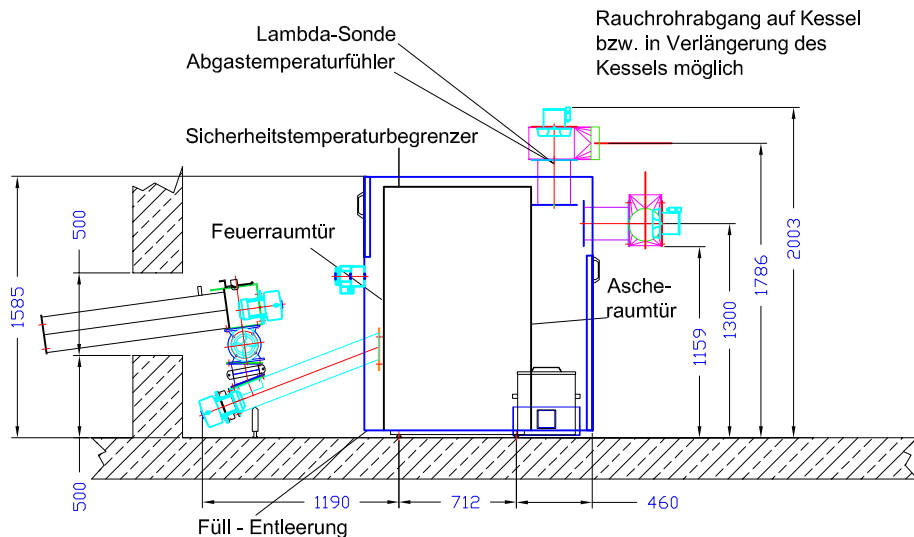 Lambda-Sonde
Abgastemperaturfühler
Rauchrohrabgang auf Kessel
bzw. in Verlängerung des
Kessels möglich
Sicherheitstemperaturbegrenzer
Feuerraumtür
Asche-
raumtür
500
1585
500
2003
1786
1300
1159
1190
712
460
Füll - Entleerung